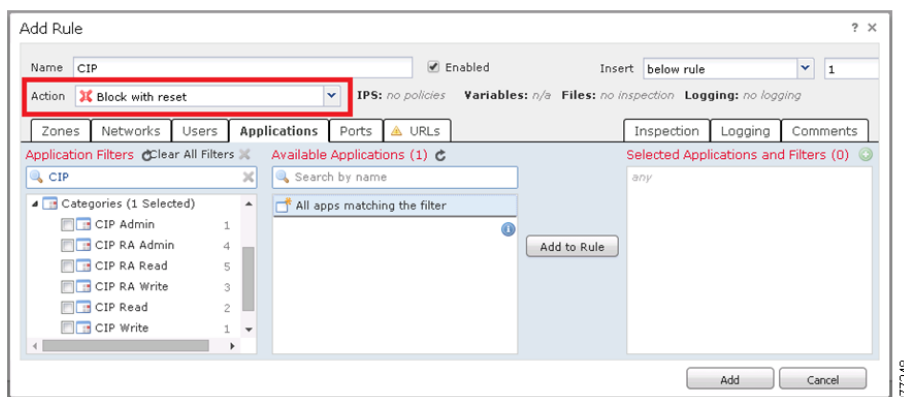 Add Rule ? ×
Name CIP Enabled Insert below rule 1
Action Block with reset IPS: no policies Variables: n/a Files: no inspection Logging: no logging
Zones Networks Users Applications Ports URLs Inspection Logging Comments
Application Filters Clear All Filters Available Applications (1) Selected Applications and Filters (0)
CIP Search by name any
Categories (1 Selected) All apps matching the filter
CIP Admin 1
CIP RA Admin 4 Add to Rule
CIP RA Read 5
CIP RA Write 3
CIP Read 2
CIP Write 1
Add Cancel